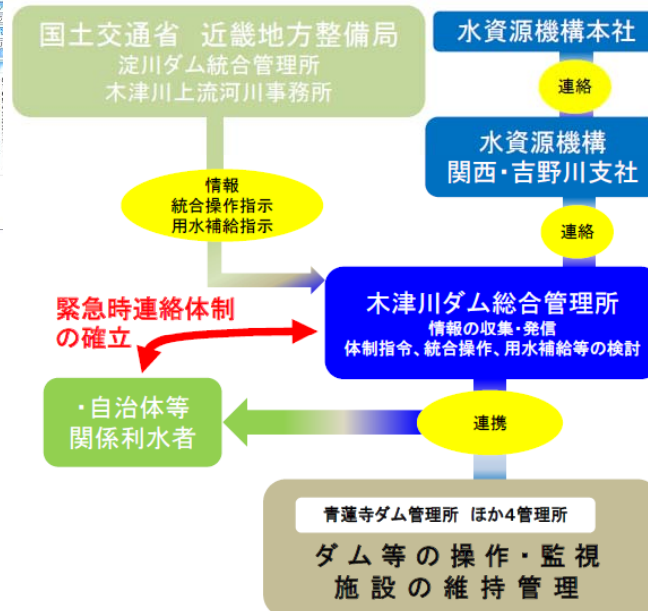 国土交通省 近畿地方整備局
淀川ダム統合管理所
木津川上流河川事務所
水資源機構本社
連絡
水資源機構
関西・吉野川支社
連絡
情報
統合操作指示
用水補給指示
木津川ダム総合管理所
情報の収集・発信
体制指令、統合操作、用水補給等の検討
緊急時連絡体制
の確立
・自治体等
関係利水者
連携
青蓮寺ダム管理所 ほか4管理所
ダム等の操作・監視
施設の維持管理